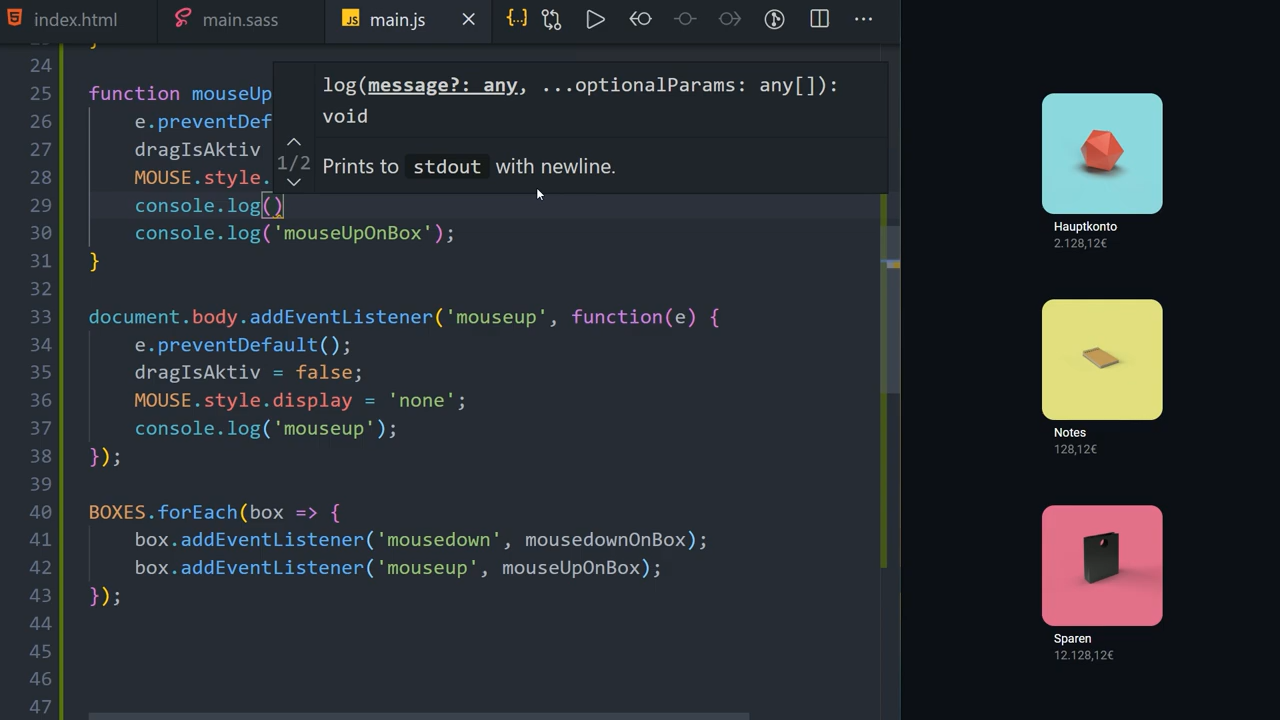 index.html
main.sass
JS main.js
24
log(message?: any, ...optionalParams: any[]):
void
1/2
Prints to stdout with newline.
25 function mouseUp
26 e.preventDef
27 dragIsAktiv
28 MOUSE.style.
29 console.log()
30 console.log('mouseUpOnBox');
31 }
32
33 document.body.addEventListener('mouseup', function(e) {
34 e.preventDefault();
35 dragIsAktiv = false;
36 MOUSE.style.display = 'none';
37 console.log('mouseup');
38 });
39
40 BOXES.forEach(box => {
41 box.addEventListener('mousedown', mousedownOnBox);
42 box.addEventListener('mouseup', mouseUpOnBox);
43 });
44
45
46
47
Hauptkonto
2.128,12€
Notes
128,12€
Sparen
12.128,12€